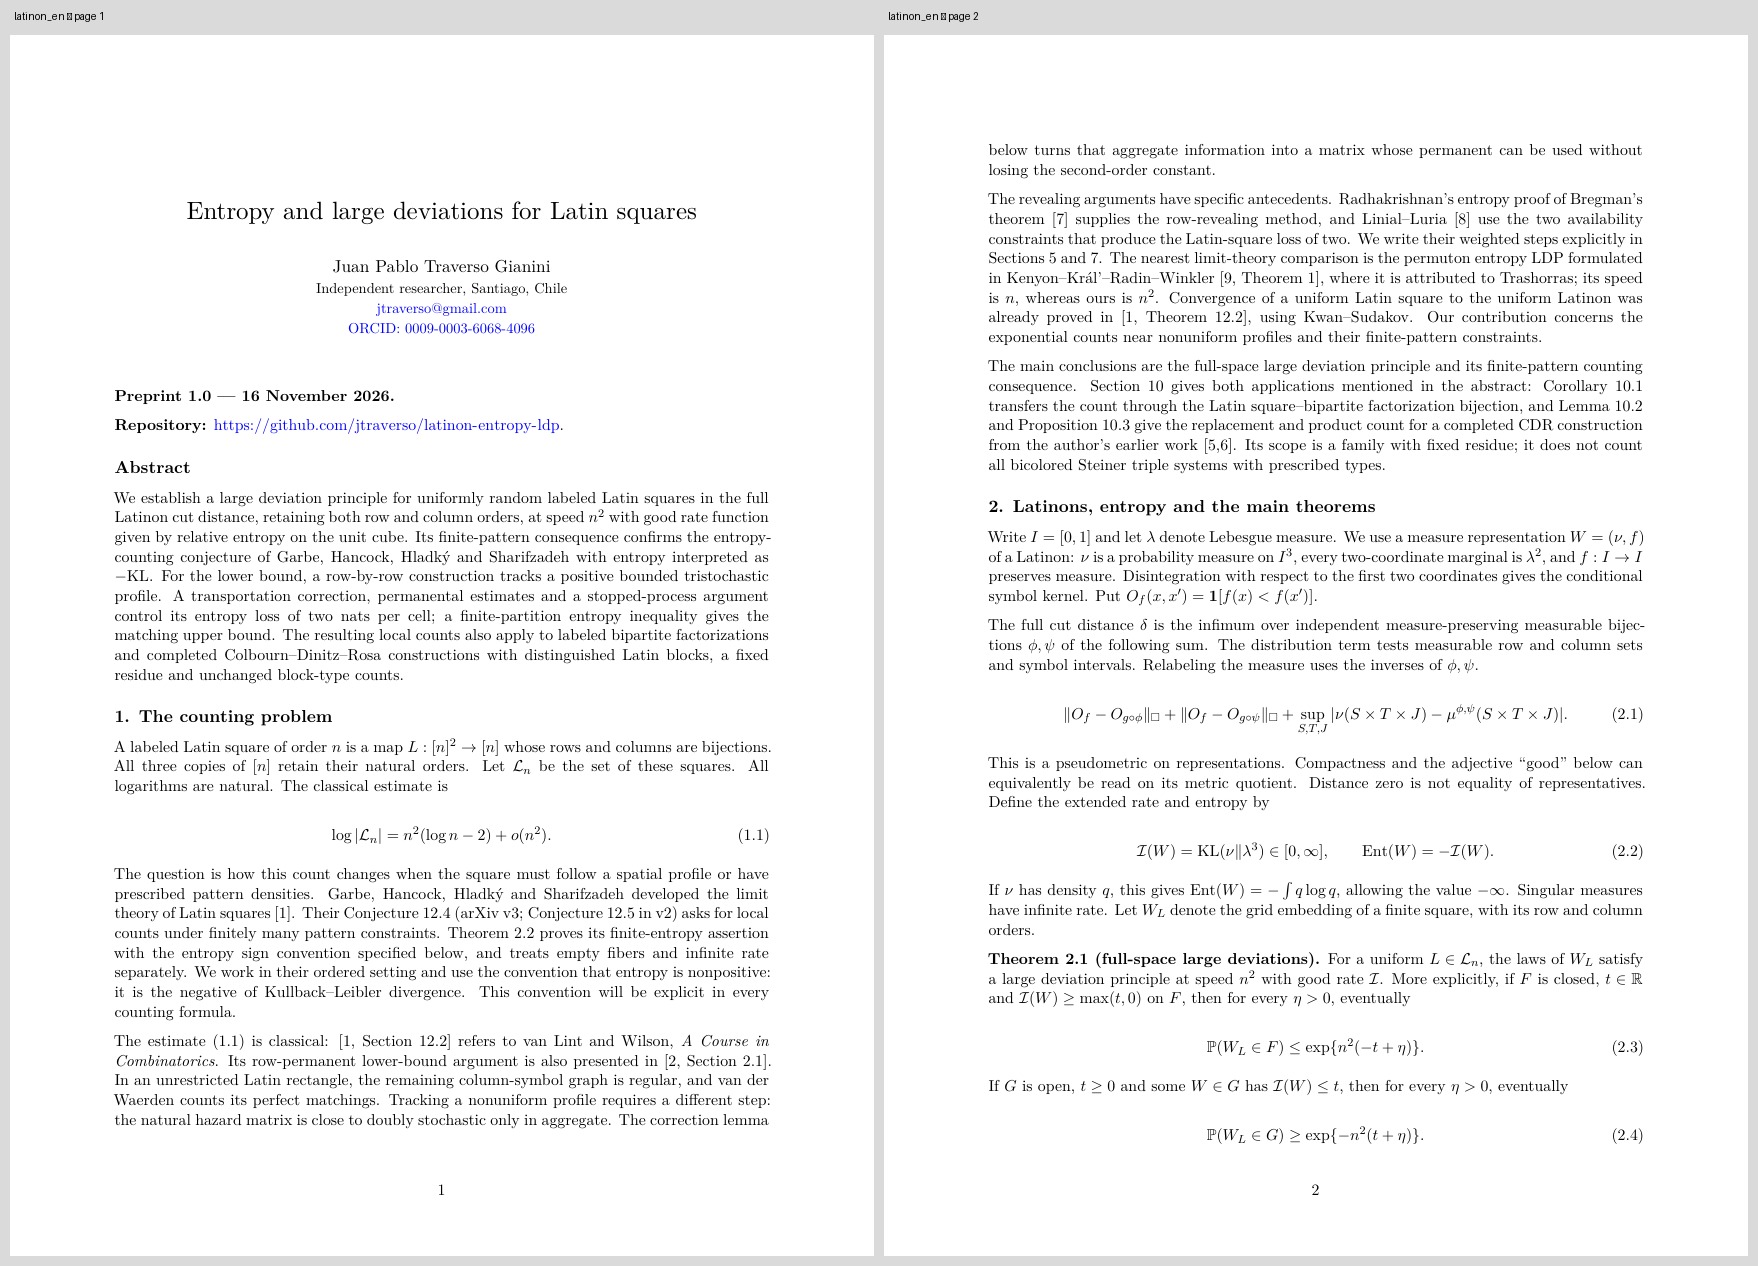 latinon_en page 1
Entropy and large deviations for Latin squares
Juan Pablo Traverso Gianini
Independent researcher, Santiago, Chile
jtraverso@gmail.com
ORCID: 0009-0003-6068-4096
Preprint 1.0 — 16 November 2026.
Repository: https://github.com/jtraverso/latinon-entropy-ldp.
Abstract
We establish a large deviation principle for uniformly random labeled Latin squares in the full
Latinon cut distance, retaining both row and column orders, at speed n² with good rate function
given by relative entropy on the unit cube. Its finite-pattern consequence confirms the entropy-
counting conjecture of Garbe, Hancock, Hladký and Sharifzadeh with entropy interpreted as
−KL. For the lower bound, a row-by-row construction tracks a positive bounded tristochastic
profile. A transportation correction, permanental estimates and a stopped-process argument
control its entropy loss of two nats per cell; a finite-partition entropy inequality gives the
matching upper bound. The resulting local counts also apply to labeled bipartite factorizations
and completed Colbourn–Dinitz–Rosa constructions with distinguished Latin blocks, a fixed
residue and unchanged block-type counts.
1. The counting problem
A labeled Latin square of order n is a map L : [n]² → [n] whose rows and columns are bijections.
All three copies of [n] retain their natural orders. Let ℒₙ be the set of these squares. All
logarithms are natural. The classical estimate is
log |ℒₙ| = n²(log n − 2) + o(n²). (1.1)
The question is how this count changes when the square must follow a spatial profile or have
prescribed pattern densities. Garbe, Hancock, Hladký and Sharifzadeh developed the limit
theory of Latin squares [1]. Their Conjecture 12.4 (arXiv v3; Conjecture 12.5 in v2) asks for local
counts under finitely many pattern constraints. Theorem 2.2 proves its finite-entropy assertion
with the entropy sign convention specified below, and treats empty fibers and infinite rate
separately. We work in their ordered setting and use the convention that entropy is nonpositive:
it is the negative of Kullback–Leibler divergence. This convention will be explicit in every
counting formula.
The estimate (1.1) is classical: [1, Section 12.2] refers to van Lint and Wilson, A Course in
Combinatorics. Its row-permanent lower-bound argument is also presented in [2, Section 2.1].
In an unrestricted Latin rectangle, the remaining column-symbol graph is regular, and van der
Waerden counts its perfect matchings. Tracking a nonuniform profile requires a different step:
the natural hazard matrix is close to doubly stochastic only in aggregate. The correction lemma
1
latinon_en page 2
below turns that aggregate information into a matrix whose permanent can be used without
losing the second-order constant.
The revealing arguments have specific antecedents. Radhakrishnan's entropy proof of Bregman's
theorem [7] supplies the row-revealing method, and Linial–Luria [8] use the two availability
constraints that produce the Latin-square loss of two. We write their weighted steps explicitly in
Sections 5 and 7. The nearest limit-theory comparison is the permuton entropy LDP formulated
in Kenyon–Král'–Radin–Winkler [9, Theorem 1], where it is attributed to Trashorras; its speed
is n, whereas ours is n². Convergence of a uniform Latin square to the uniform Latinon was
already proved in [1, Theorem 12.2], using Kwan–Sudakov. Our contribution concerns the
exponential counts near nonuniform profiles and their finite-pattern constraints.
The main conclusions are the full-space large deviation principle and its finite-pattern counting
consequence. Section 10 gives both applications mentioned in the abstract: Corollary 10.1
transfers the count through the Latin square–bipartite factorization bijection, and Lemma 10.2
and Proposition 10.3 give the replacement and product count for a completed CDR construction
from the author's earlier work [5,6]. Its scope is a family with fixed residue; it does not count
all bicolored Steiner triple systems with prescribed types.
2. Latinons, entropy and the main theorems
Write I = [0, 1] and let λ denote Lebesgue measure. We use a measure representation W = (ν, f)
of a Latinon: ν is a probability measure on I³, every two-coordinate marginal is λ², and f : I → I
preserves measure. Disintegration with respect to the first two coordinates gives the conditional
symbol kernel. Put O_f(x, x′) = 1[f(x) < f(x′)].
The full cut distance δ is the infimum over independent measure-preserving measurable bijec-
tions ϕ, ψ of the following sum. The distribution term tests measurable row and column sets
and symbol intervals. Relabeling the measure uses the inverses of ϕ, ψ.
‖O_f − O_{g∘ϕ}‖_□ + ‖O_f − O_{g∘ψ}‖_□ + sup_{S,T,J} |ν(S × T × J) − μ^{ϕ,ψ}(S × T × J)|. (2.1)
This is a pseudometric on representations. Compactness and the adjective “good” below can
equivalently be read on its metric quotient. Distance zero is not equality of representatives.
Define the extended rate and entropy by
ℐ(W) = KL(ν‖λ³) ∈ [0, ∞], Ent(W) = −ℐ(W). (2.2)
If ν has density q, this gives Ent(W) = − ∫ q log q, allowing the value −∞. Singular measures
have infinite rate. Let W_L denote the grid embedding of a finite square, with its row and column
orders.
Theorem 2.1 (full-space large deviations). For a uniform L ∈ ℒₙ, the laws of W_L satisfy
a large deviation principle at speed n² with good rate ℐ. More explicitly, if F is closed, t ∈ ℝ
and ℐ(W) ≥ max(t, 0) on F, then for every η > 0, eventually
ℙ(W_L ∈ F) ≤ exp{n²(−t + η)}. (2.3)
If G is open, t ≥ 0 and some W ∈ G has ℐ(W) ≤ t, then for every η > 0, eventually
ℙ(W_L ∈ G) ≥ exp{−n²(t + η)}. (2.4)
2